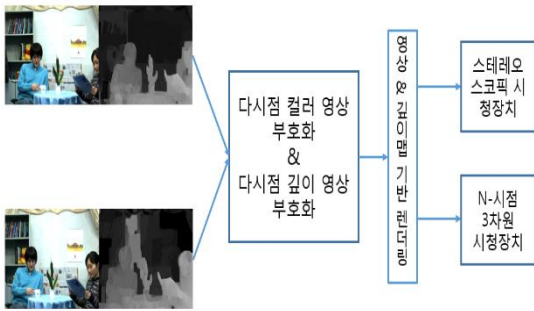 다시점 컬러 영상
부호화
&
다시점 깊이 영상
부호화
영상 & 깊이맵 기반 렌더링
스테레오
스코픽 시
청장치
N-시점
3차원
시청장치